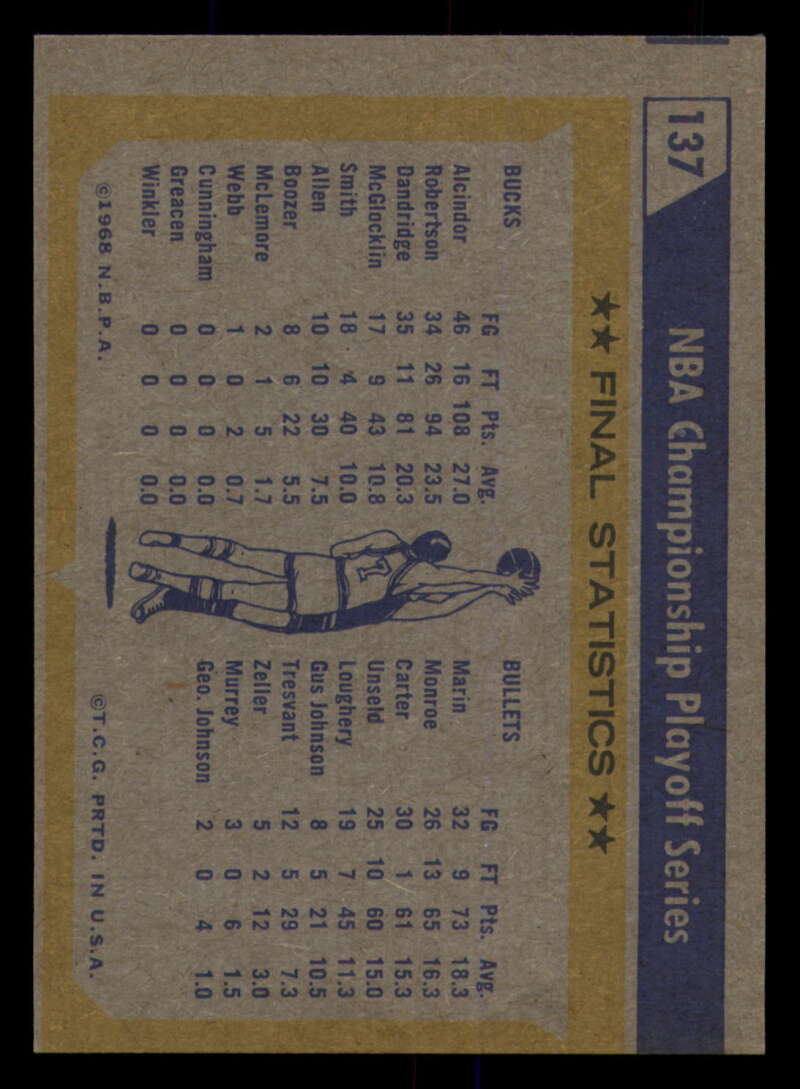 137
NBA Championship Playoff Series
★★ FINAL STATISTICS ★★
BUCKS FG FT Pts. Avg.
Alcindor 46 16 108 27.0
Robertson 34 26 94 23.5
Dandridge 35 11 81 20.3
McGlocklin 17 9 43 10.8
Smith 18 4 40 10.0
Allen 10 10 30 7.5
Boozer 8 6 22 5.5
McLemore 2 1 5 1.7
Webb 1 0 2 0.7
Cunningham 0 0 0 0.0
Greacen 0 0 0 0.0
Winkler 0 0 0 0.0
BULLETS FG FT Pts. Avg.
Marin 32 9 73 18.3
Monroe 26 13 65 16.3
Carter 30 1 61 15.3
Unseld 25 10 60 15.0
Loughery 19 7 45 11.3
Gus Johnson 8 5 21 10.5
Tresvant 12 5 29 7.3
Zeller 5 2 12 3.0
Murrey 3 0 6 1.5
Geo. Johnson 2 0 4 1.0
©1968 N.B.P.A.
©T.C.G. PRTD. IN U.S.A.